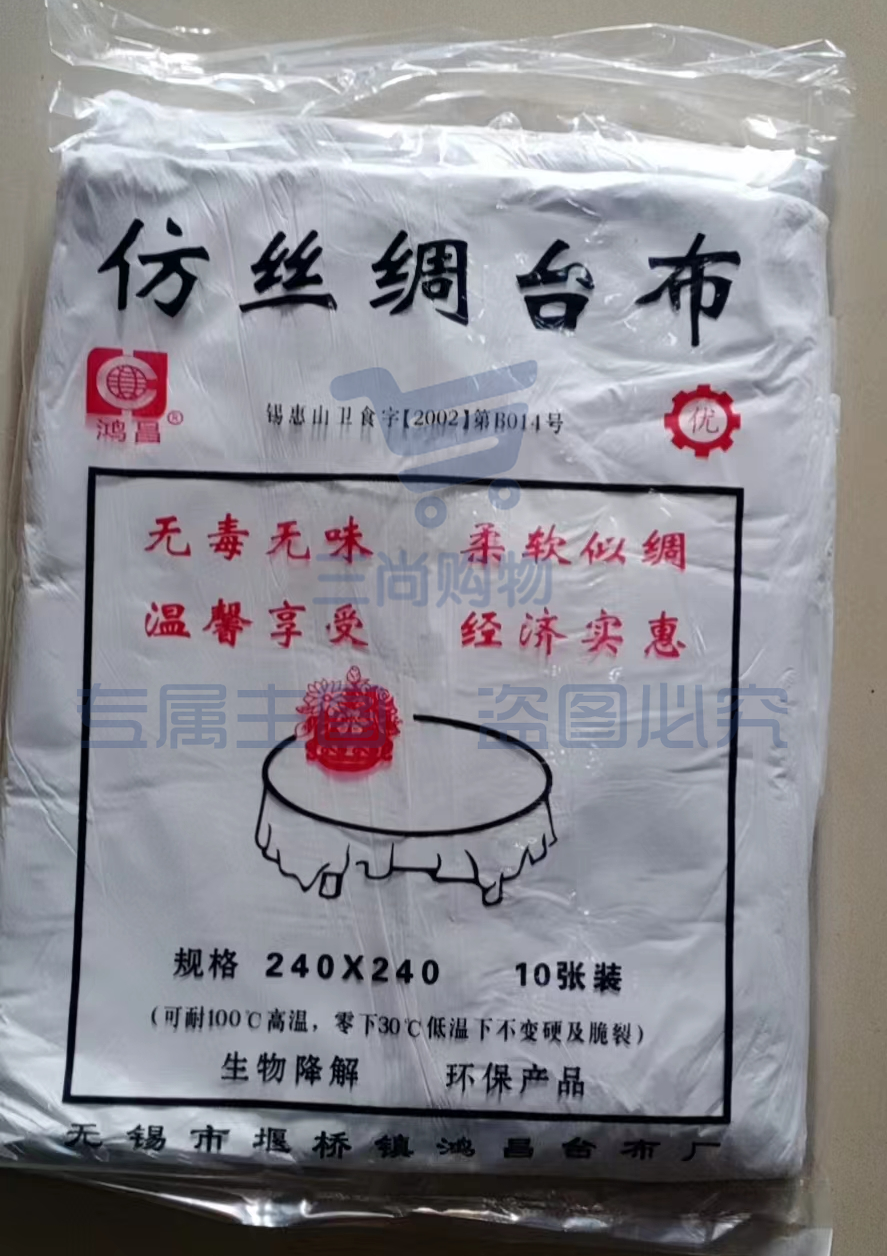 仿丝绸台布
鸿昌®
锡惠山卫食字【2002】第B014号
优
无毒无味 柔软似绸
三尚购物
温馨享受 经济实惠
专属主图 盗图必究
规格 240X240 10张装
(可耐100℃高温，零下30℃低温下不变硬及脆裂)
生物降解 环保产品
无锡市堰桥镇鸿昌台布厂